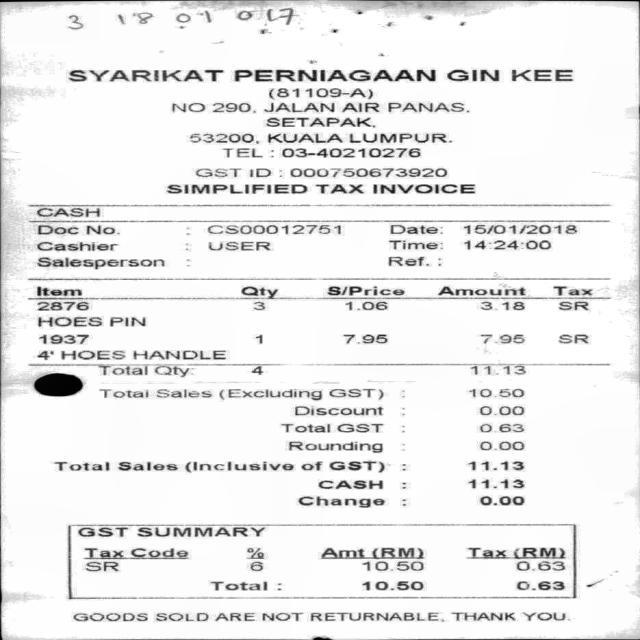 3 1801017
SYARIKAT PERNIAGAAN GIN KEE
(81109-A)
NO 290, JALAN AIR PANAS,
SETAPAK,
53200, KUALA LUMPUR.
TEL : 03-40210276
GST ID : 000750673920
SIMPLIFIED TAX INVOICE
CASH
Doc No. : CS00012751 Date: 15/01/2018
Cashier : USER Time: 14:24:00
Salesperson : Ref. :
Item Qty S/Price Amount Tax
2876 3 1.06 3.18 SR
HOES PIN
1937 1 7.95 7.95 SR
4' HOES HANDLE
Total Qty: 4 11.13
Total Sales (Excluding GST) : 10.50
Discount : 0.00
Total GST : 0.63
Rounding : 0.00
Total Sales (Inclusive of GST) : 11.13
CASH : 11.13
Change : 0.00
GST SUMMARY
Tax Code % Amt (RM) Tax (RM)
SR 6 10.50 0.63
Total : 10.50 0.63
GOODS SOLD ARE NOT RETURNABLE, THANK YOU.